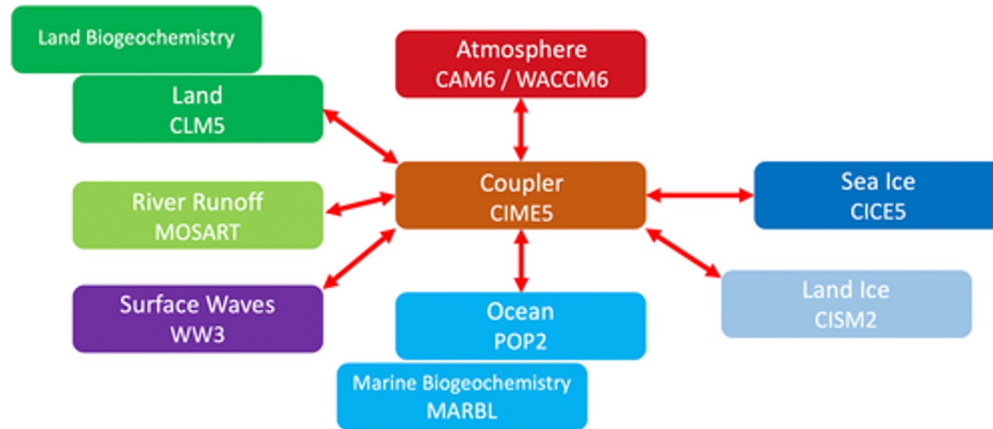 Land Biogeochemistry
Land
CLM5
Atmosphere
CAM6 / WACCM6
River Runoff
MOSART
Coupler
CIME5
Sea Ice
CICE5
Surface Waves
WW3
Ocean
POP2
Land Ice
CISM2
Marine Biogeochemistry
MARBL